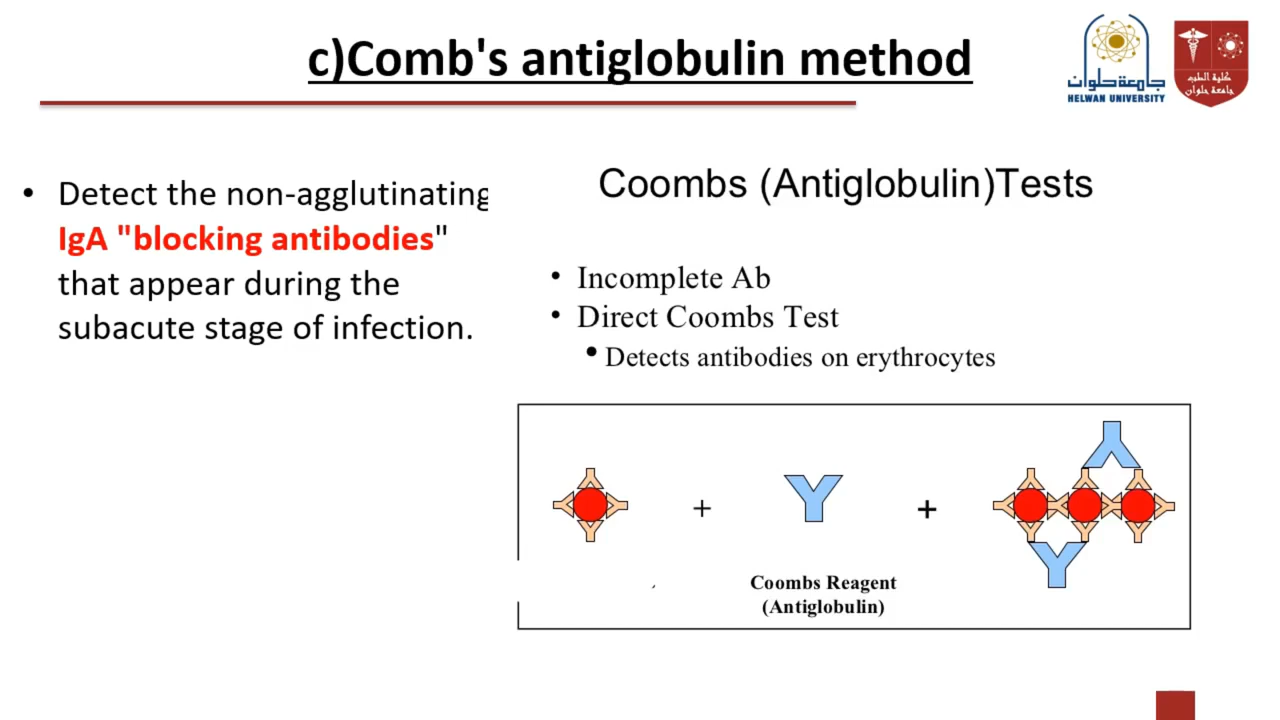 c)Comb's antiglobulin method
جامعة حلوان
HELWAN UNIVERSITY
كلية الطب
جامعة حلوان
• Detect the non-agglutinating
IgA "blocking antibodies"
that appear during the
subacute stage of infection.
Coombs (Antiglobulin)Tests
• Incomplete Ab
• Direct Coombs Test
• Detects antibodies on erythrocytes
+
+
Coombs Reagent
(Antiglobulin)